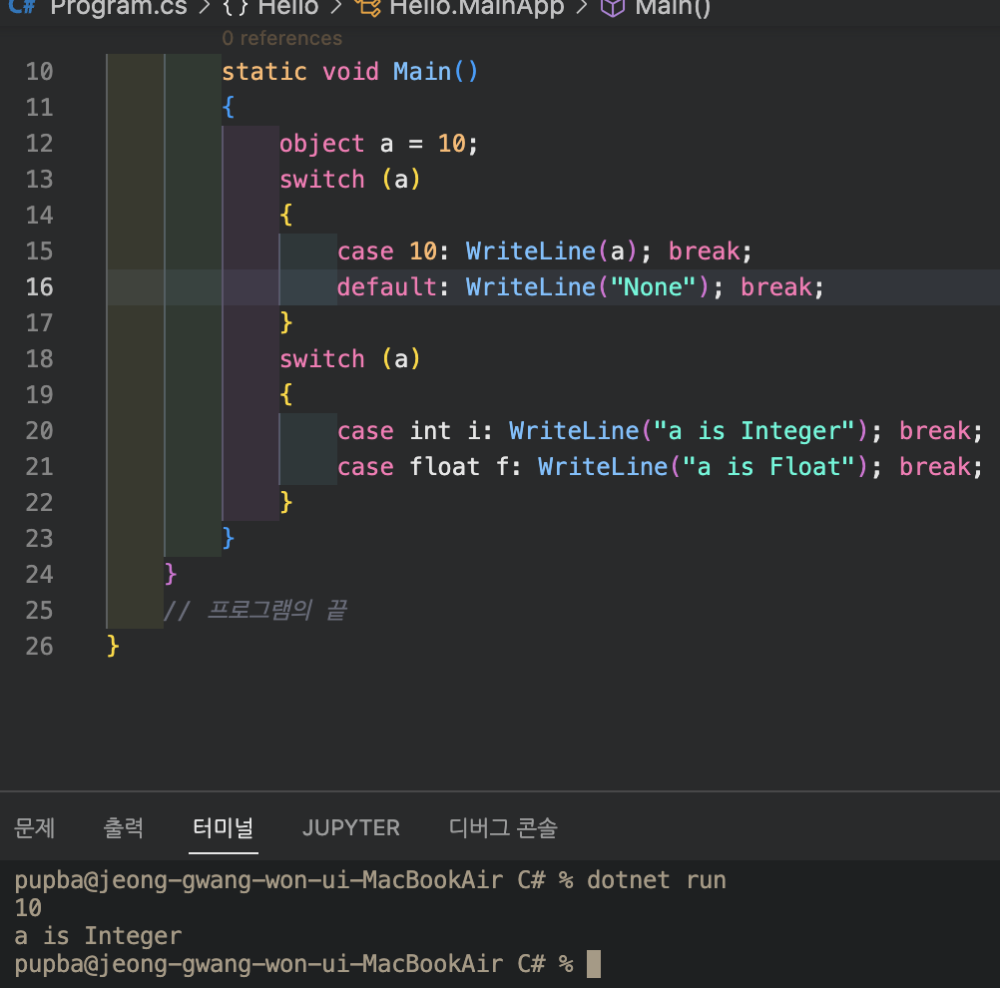 C# Program.cs > {} Hello > Hello.MainApp > Main()
0 references
10 static void Main()
11 {
12 object a = 10;
13 switch (a)
14 {
15 case 10: WriteLine(a); break;
16 default: WriteLine("None"); break;
17 }
18 switch (a)
19 {
20 case int i: WriteLine("a is Integer"); break;
21 case float f: WriteLine("a is Float"); break;
22 }
23 }
24 }
25 // 프로그램의 끝
26 }
문제 출력 터미널 JUPYTER 디버그 콘솔
pupba@jeong-gwang-won-ui-MacBookAir C# % dotnet run
10
a is Integer
pupba@jeong-gwang-won-ui-MacBookAir C# %